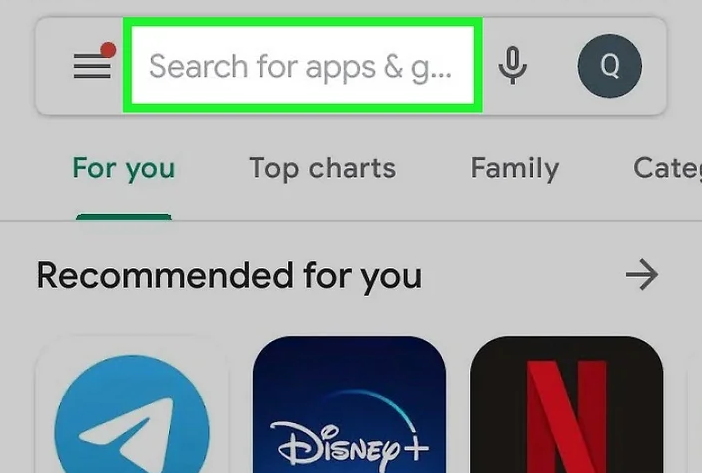 Search for apps & g...
Q
For you
Top charts
Family
Categ
Recommended for you
Disney+
N